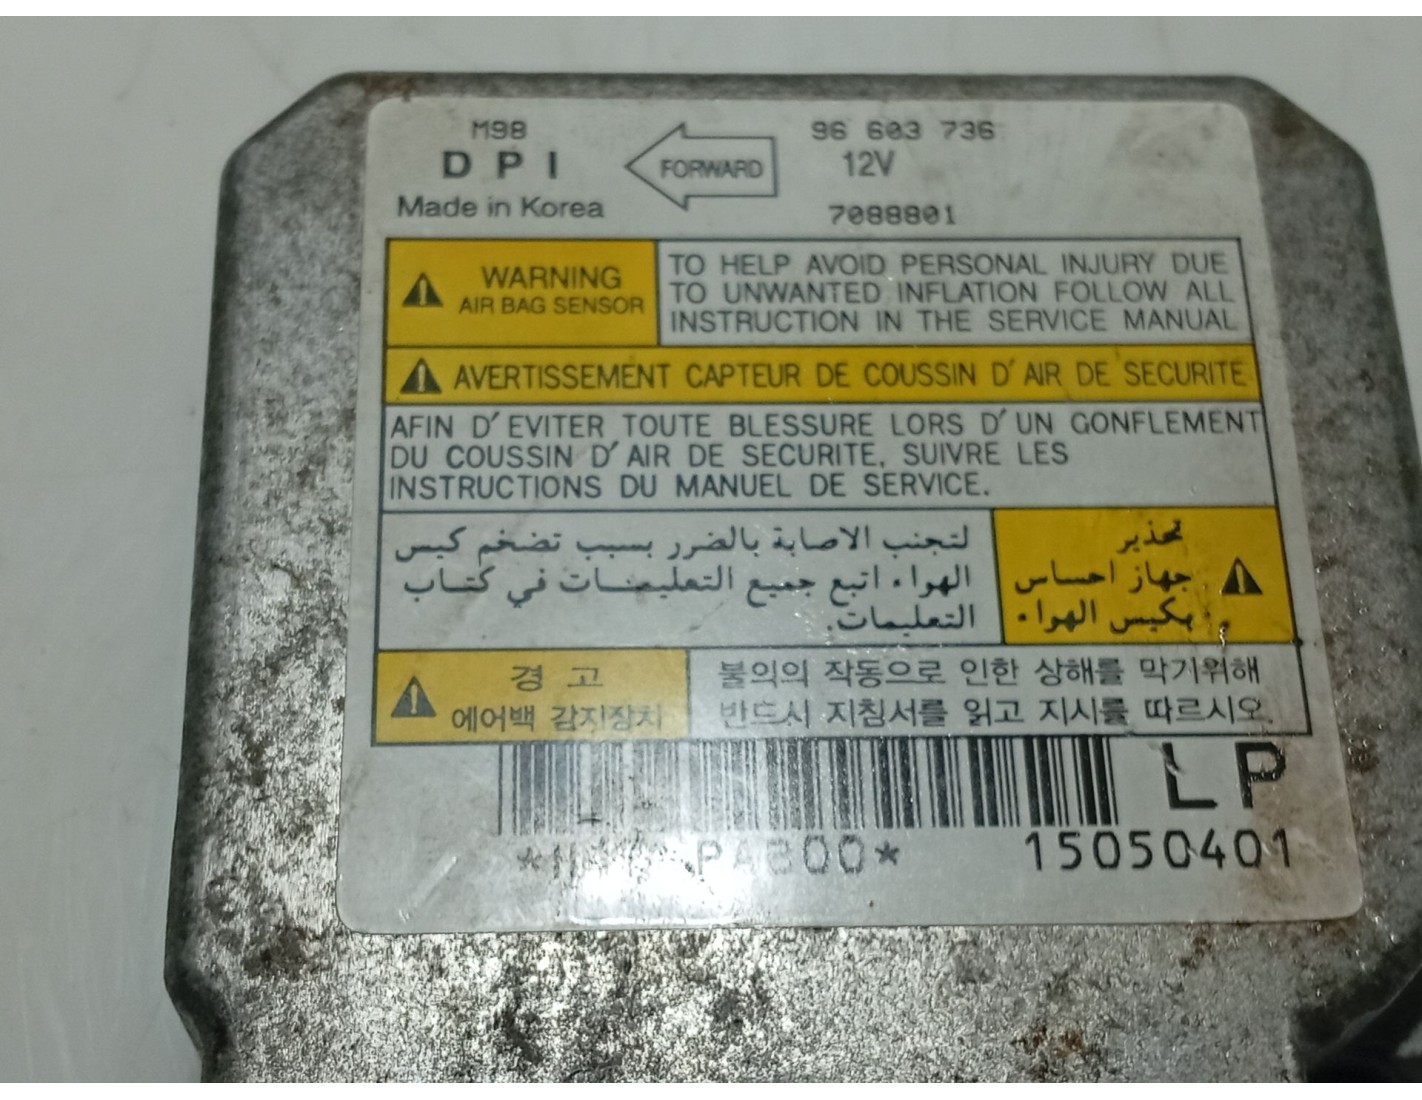 M98
DPI
Made in Korea
FORWARD
96 603 736
12V
7088801
WARNING
AIR BAG SENSOR
TO HELP AVOID PERSONAL INJURY DUE
TO UNWANTED INFLATION FOLLOW ALL
INSTRUCTION IN THE SERVICE MANUAL
AVERTISSEMENT CAPTEUR DE COUSSIN D'AIR DE SECURITE
AFIN D'EVITER TOUTE BLESSURE LORS D'UN GONFLEMENT
DU COUSSIN D'AIR DE SECURITE, SUIVRE LES
INSTRUCTIONS DU MANUEL DE SERVICE.
تحذير
جهاز احساس
بكيس الهواء
لتجنب الاصابة بالضرر بسبب تضخم كيس
الهواء اتبع جميع التعليمات في كتاب
التعليمات.
경 고
에어백 감지장치
불의의 작동으로 인한 상해를 막기위해
반드시 지침서를 읽고 지시를 따르시오.
LP
15050401